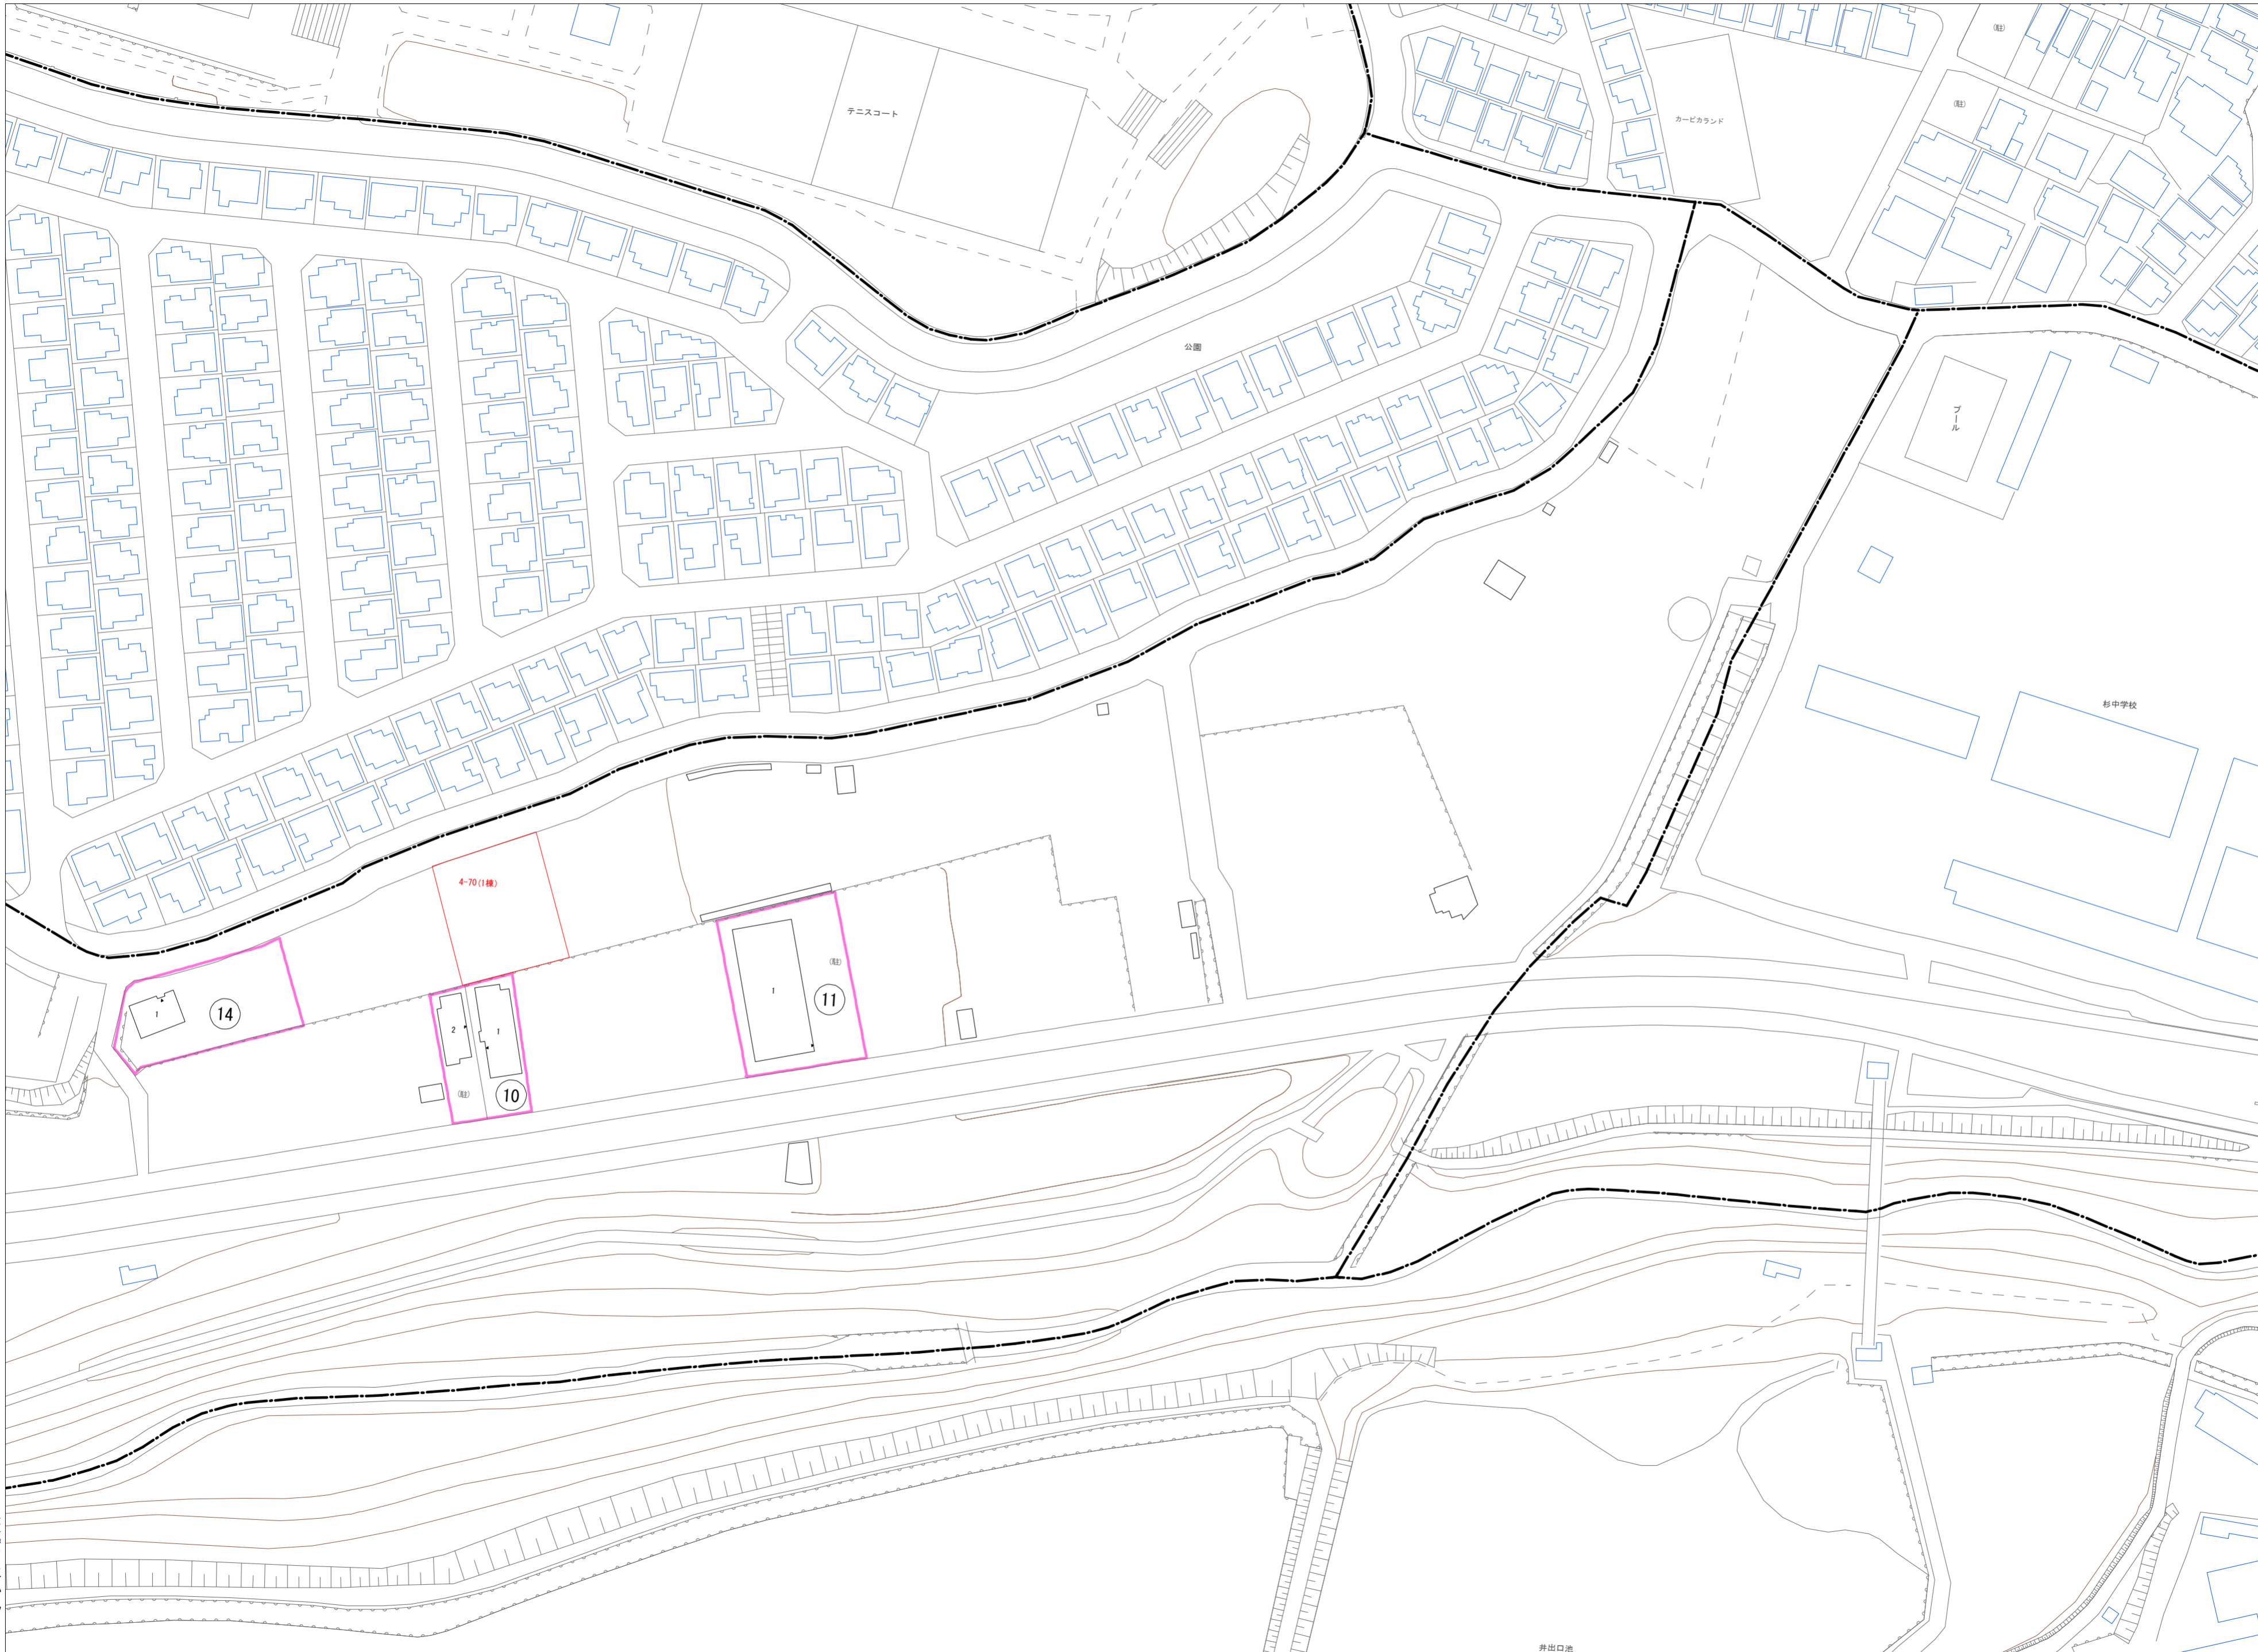 (駐)
テニスコート
(駐)
カーピカランド
公園
プール
杉中学校
4-70(1棟)
(駐)
1
11
1
14
2
1
(駐)
10
井出口池